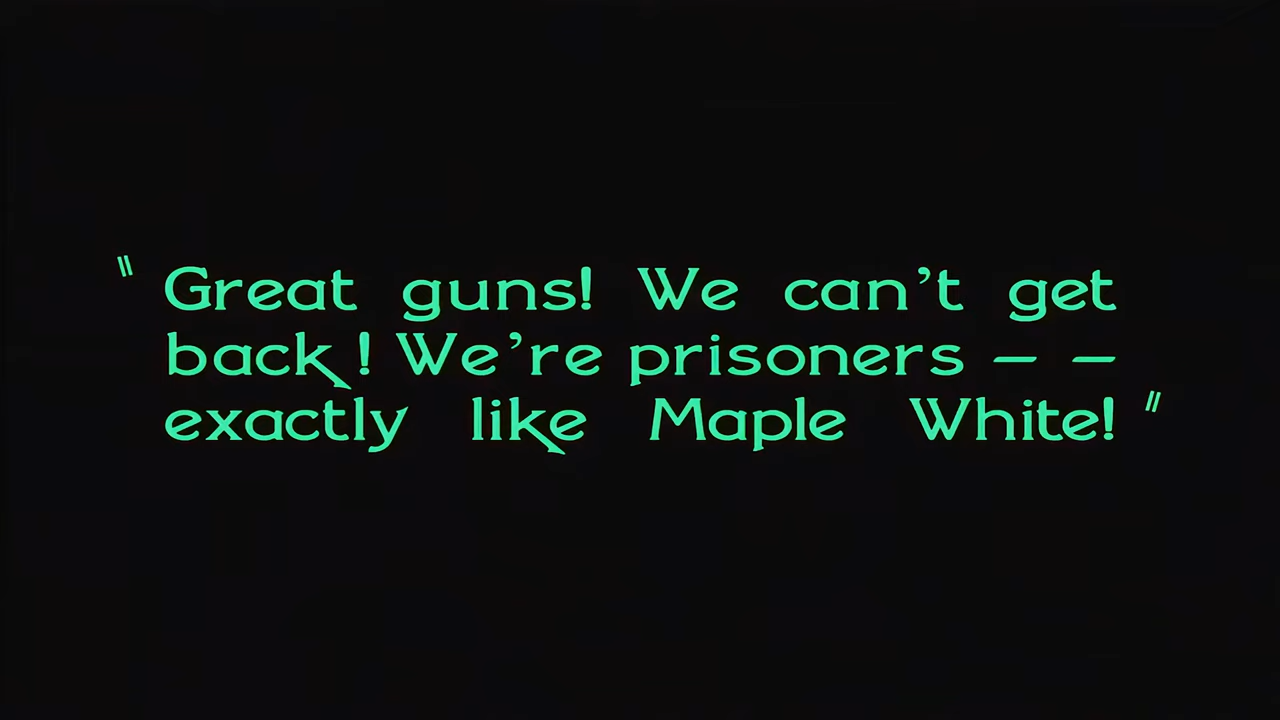 " Great guns! We can't get
back! We're prisoners — —
exactly like Maple White! "